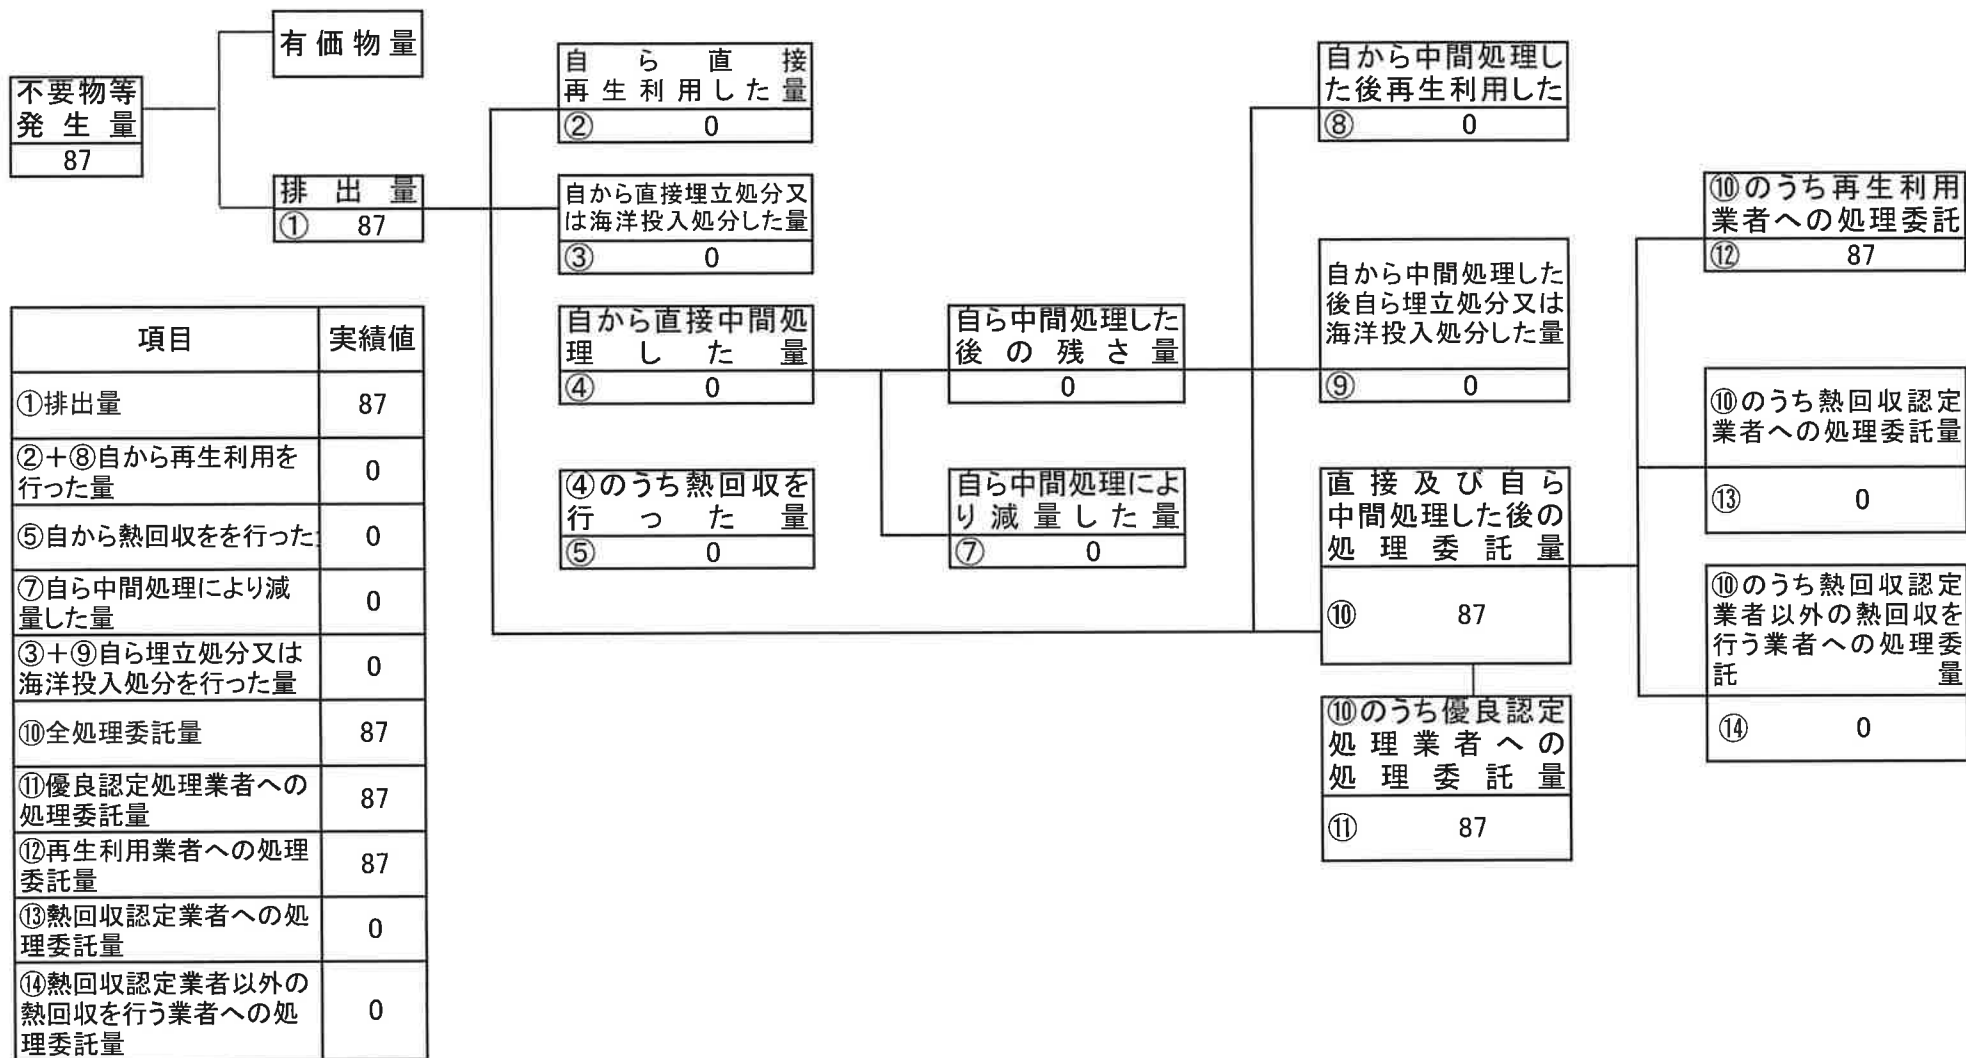 有価物量
不要物等
発生量
87
排出量
① 87
自ら直接
再生利用した量
② 0
自から直接埋立処分又
は海洋投入処分した量
③ 0
自から直接中間処
理した量
④ 0
④のうち熱回収を
行った量
⑤ 0
自ら中間処理した
後の残さ量
0
自ら中間処理によ
り減量した量
⑦ 0
自から中間処理し
た後再生利用した
⑧ 0
自から中間処理した
後自ら埋立処分又は
海洋投入処分した量
⑨ 0
直接及び自ら
中間処理した後の
処理委託量
⑩ 87
⑩のうち優良認定
処理業者への
処理委託量
⑪ 87
⑩のうち再生利用
業者への処理委託
⑫ 87
⑩のうち熱回収認定
業者への処理委託量
⑬ 0
⑩のうち熱回収認定
業者以外の熱回収を
行う業者への処理委
託量
⑭ 0
項目 実績値
①排出量 87
②+⑧自から再生利用を
行った量 0
⑤自から熱回収をを行った 0
⑦自ら中間処理により減
量した量 0
③+⑨自ら埋立処分又は
海洋投入処分を行った量 0
⑩全処理委託量 87
⑪優良認定処理業者への
処理委託量 87
⑫再生利用業者への処理
委託量 87
⑬熱回収認定業者への処
理委託量 0
⑭熱回収認定業者以外の
熱回収を行う業者への処
理委託量 0